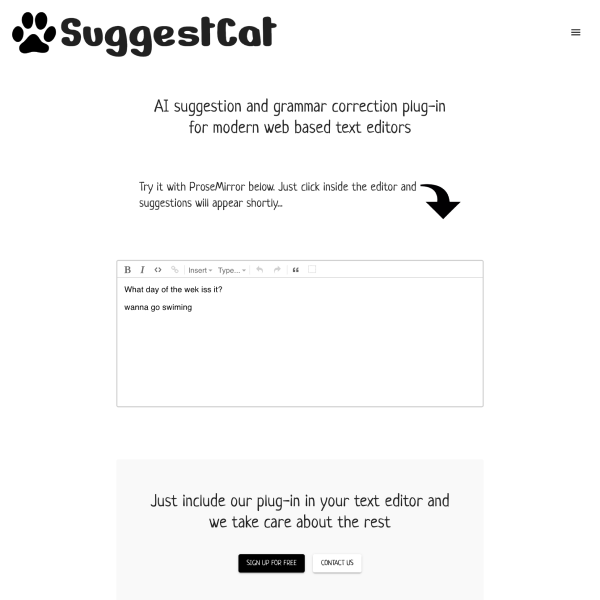 SuggestCat
AI suggestion and grammar correction plug-in
for modern web based text editors
Try it with ProseMirror below. Just click inside the editor and
suggestions will appear shortly...
B I <> Insert Type... “
What day of the wek iss it?
wanna go swiming
Just include our plug-in in your text editor and
we take care about the rest
SIGN UP FOR FREE CONTACT US